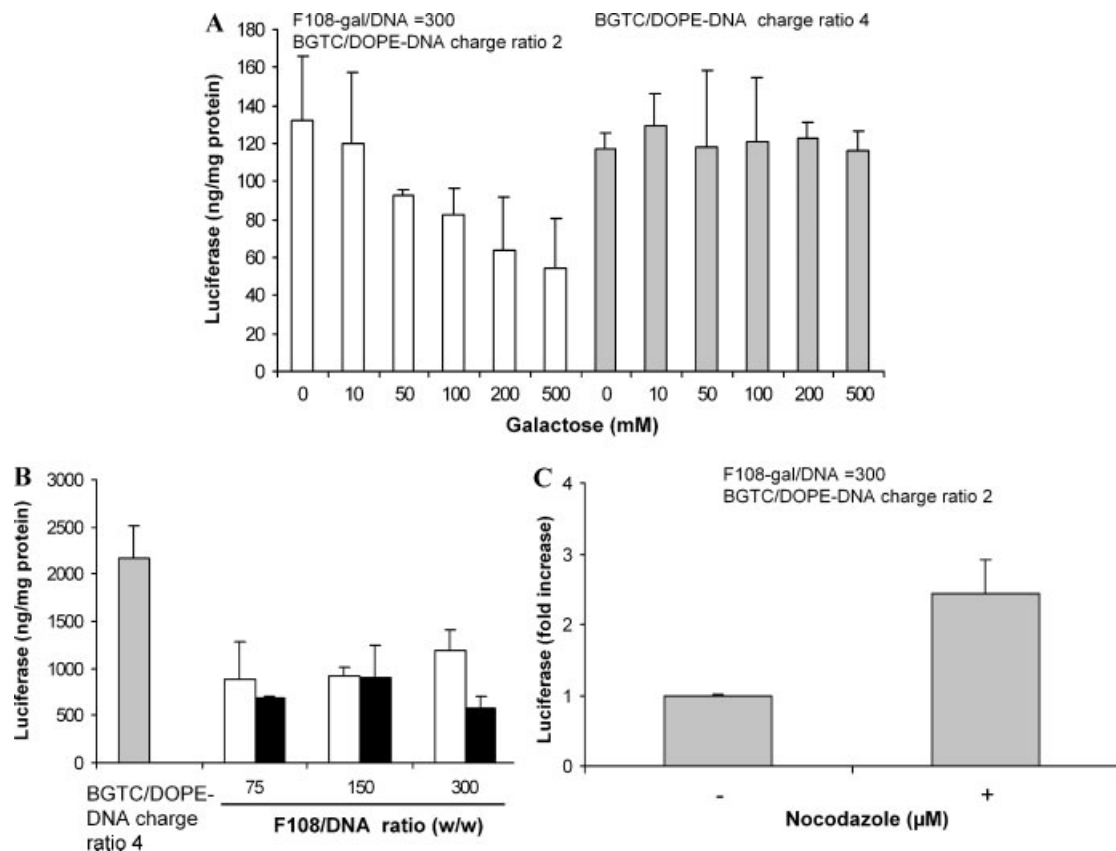 A
F108-gal/DNA =300
BGTC/DOPE-DNA charge ratio 2
BGTC/DOPE-DNA charge ratio 4
Luciferase (ng/mg protein)
180
160
140
120
100
80
60
40
20
0
0 10 50 100 200 500 0 10 50 100 200 500
Galactose (mM)
B
Luciferase (ng/mg protein)
3000
2500
2000
1500
1000
500
0
BGTC/DOPE-
DNA charge
ratio 4
75 150 300
F108/DNA ratio (w/w)
C
F108-gal/DNA =300
BGTC/DOPE-DNA charge ratio 2
Luciferase (fold increase)
4
3
2
1
0
- +
Nocodazole (µM)